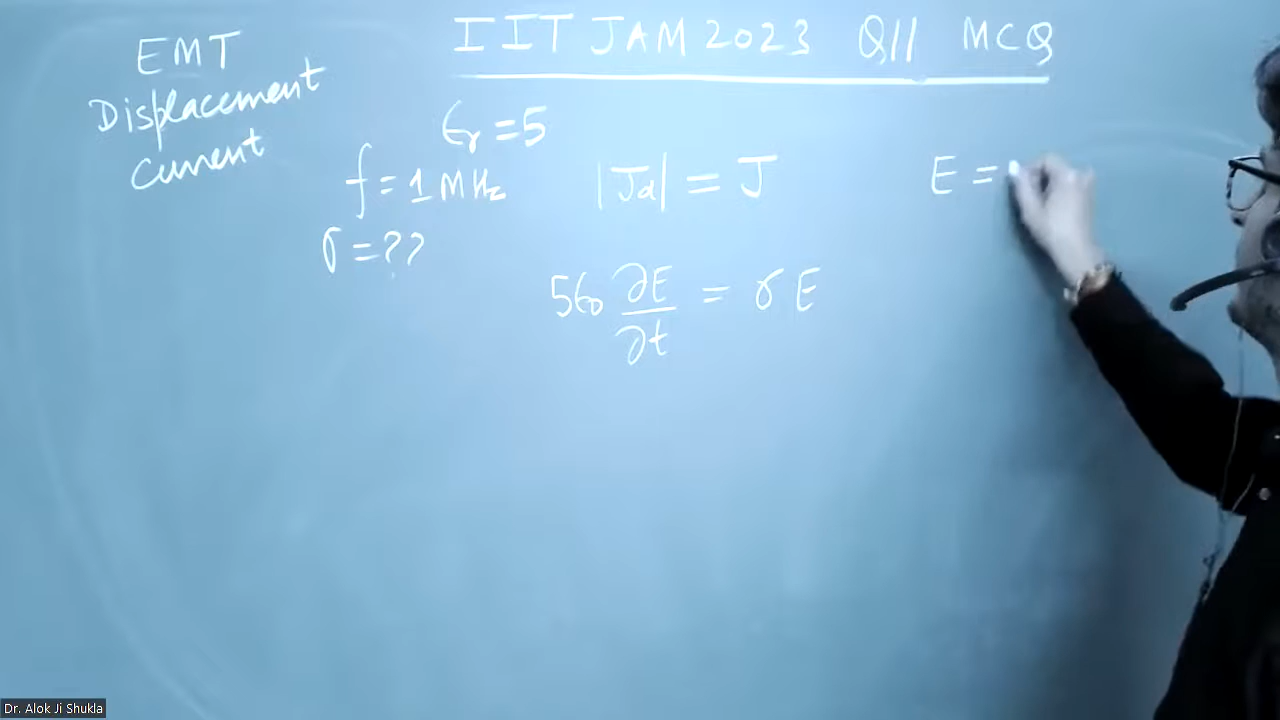 IIT JAM 2023 Q11 MCQ
EMT
Displacement
current
εr = 5
f = 1 MHz
σ = ??
|Jd| = J
E =
5ε0 ∂E/∂t = σ E
Dr. Alok Ji Shukla